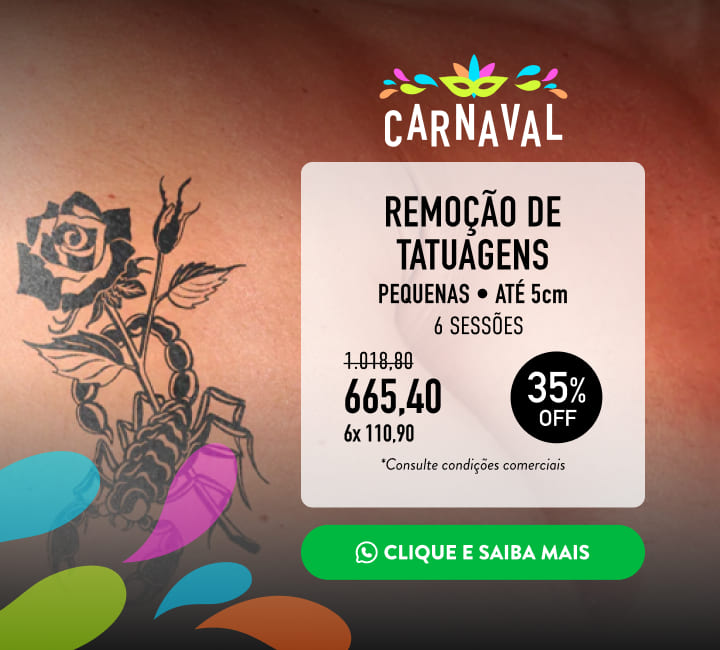 CARNAVAL
REMOÇÃO DE
TATUAGENS
PEQUENAS • ATÉ 5cm
6 SESSÕES
1.018,80
665,40
6x 110,90
35%
OFF
*Consulte condições comerciais
CLIQUE E SAIBA MAIS